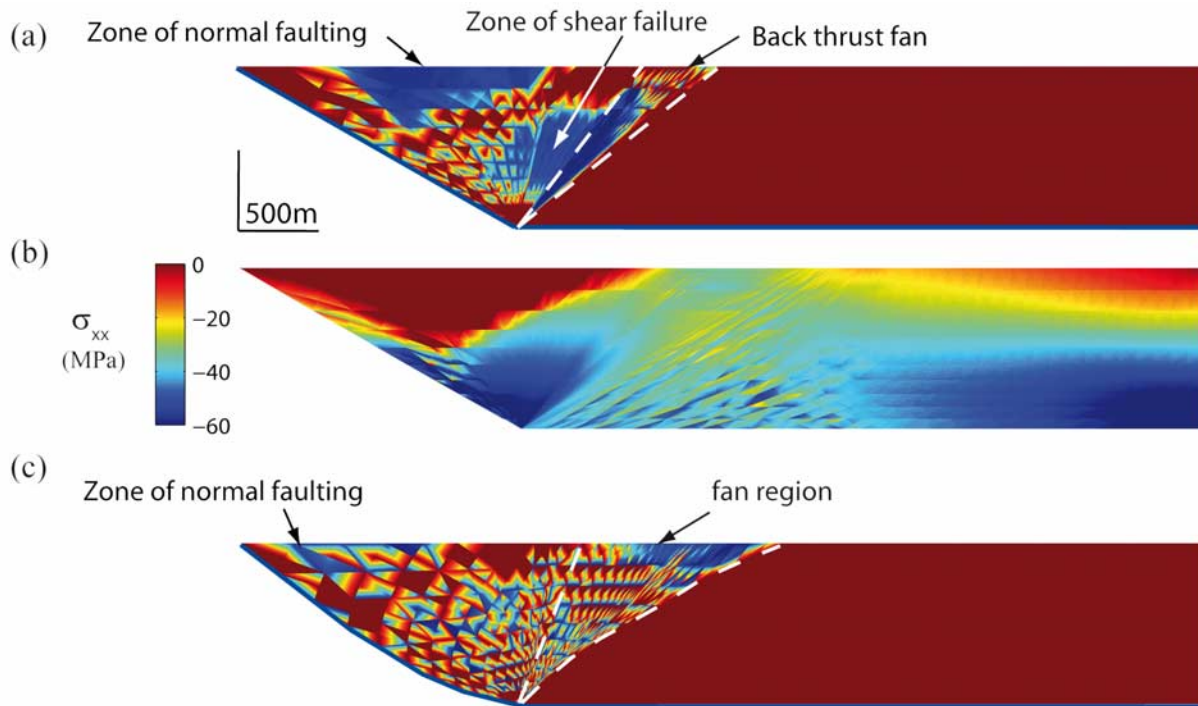 (a)
Zone of normal faulting
Zone of shear failure
Back thrust fan
500m
(b)
σxx
(MPa)
0
−20
−40
−60
(c)
Zone of normal faulting
fan region